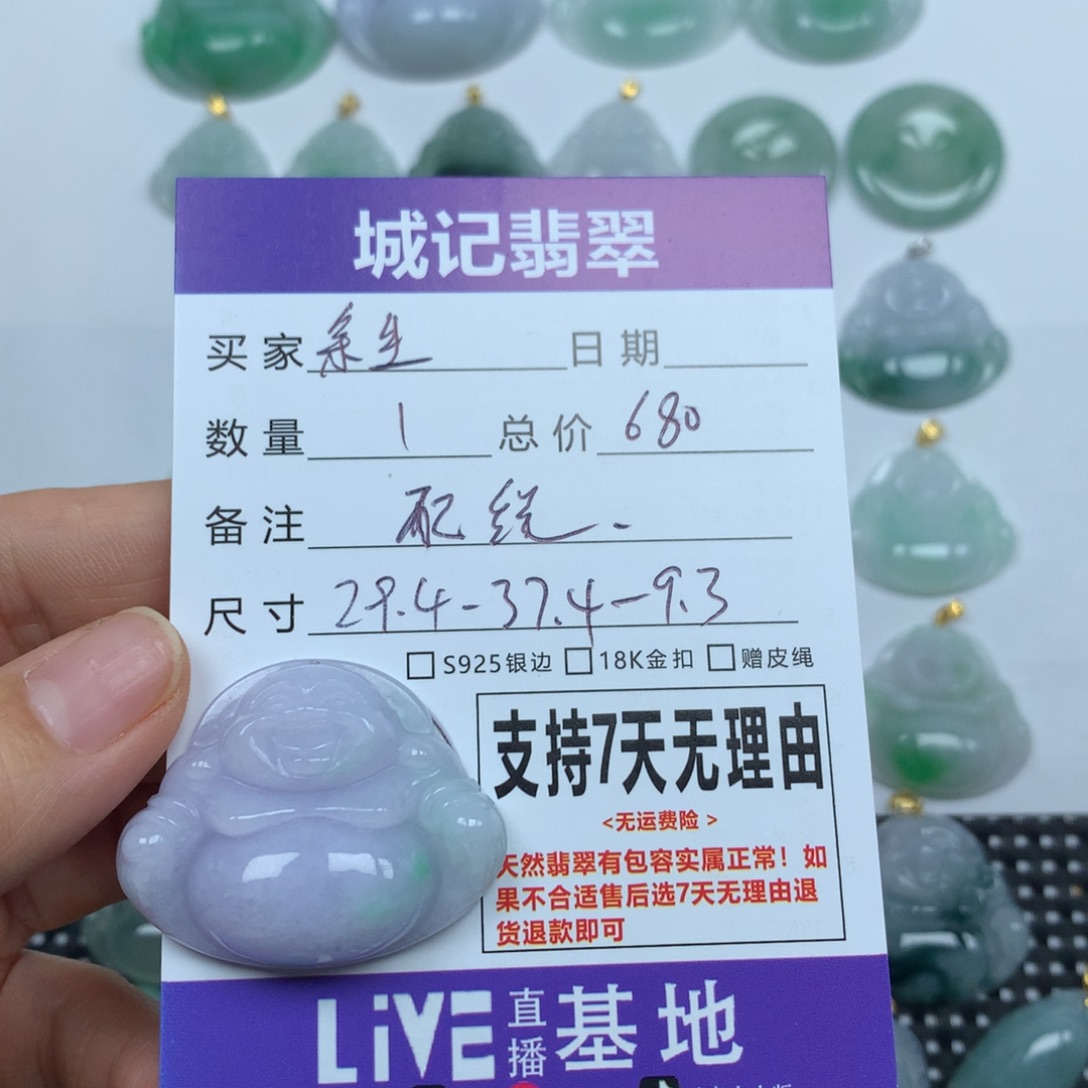 城记翡翠
买家 余生 日期
数量 1 总价 680
备注 配绳.
尺寸 29.4-37.4-9.3
□S925银边 □18K金扣 □赠皮绳
支持7天无理由
<无运费险 >
天然翡翠有包容实属正常！如
果不合适售后选7天无理由退
货退款即可
LiVE 直播 基地